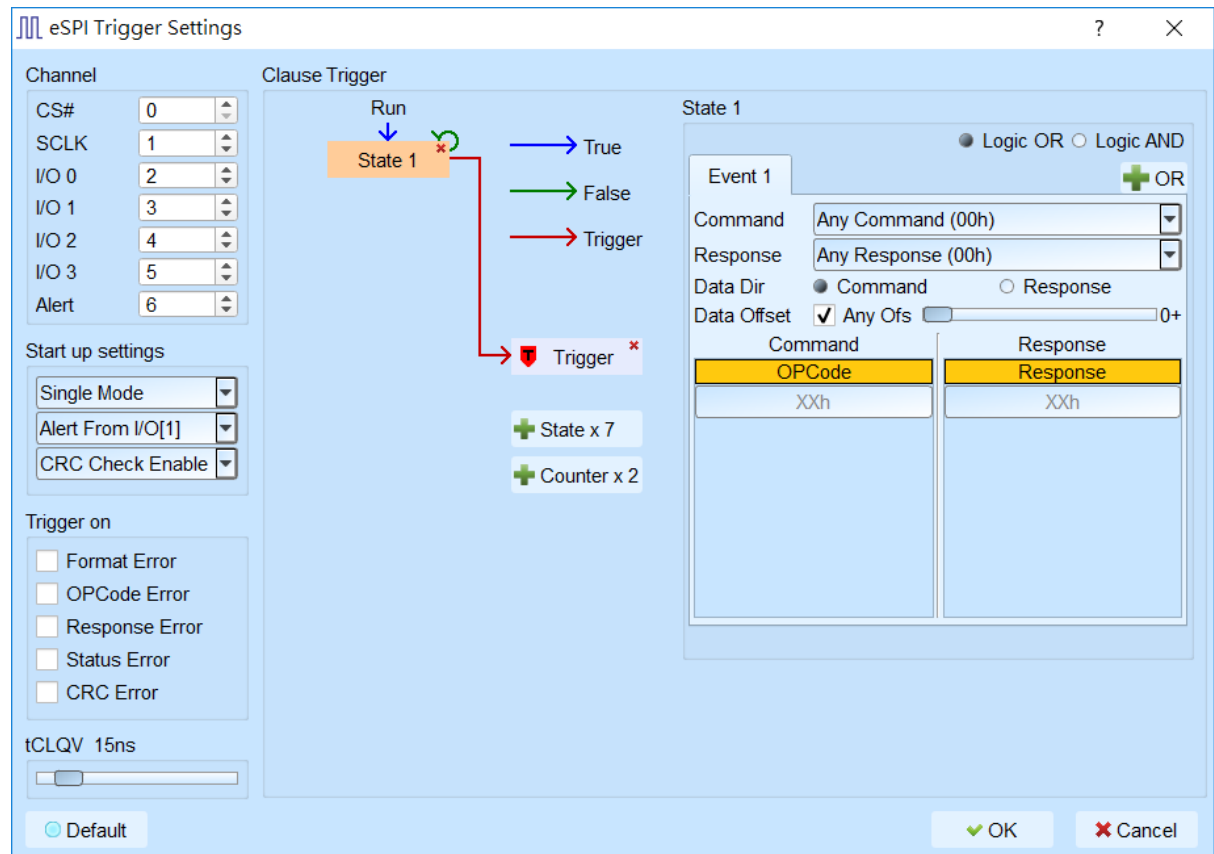 eSPI Trigger Settings ?
Channel
CS# 0
SCLK 1
I/O 0 2
I/O 1 3
I/O 2 4
I/O 3 5
Alert 6
Start up settings
Single Mode
Alert From I/O[1]
CRC Check Enable
Trigger on
Format Error
OPCode Error
Response Error
Status Error
CRC Error
tCLQV 15ns
Default
Clause Trigger
Run
State 1
True
False
Trigger
T Trigger
State x 7
Counter x 2
State 1
Logic OR Logic AND
Event 1 OR
Command Any Command (00h)
Response Any Response (00h)
Data Dir Command Response
Data Offset Any Ofs 0+
Command Response
OPCode Response
XXh XXh
OK Cancel